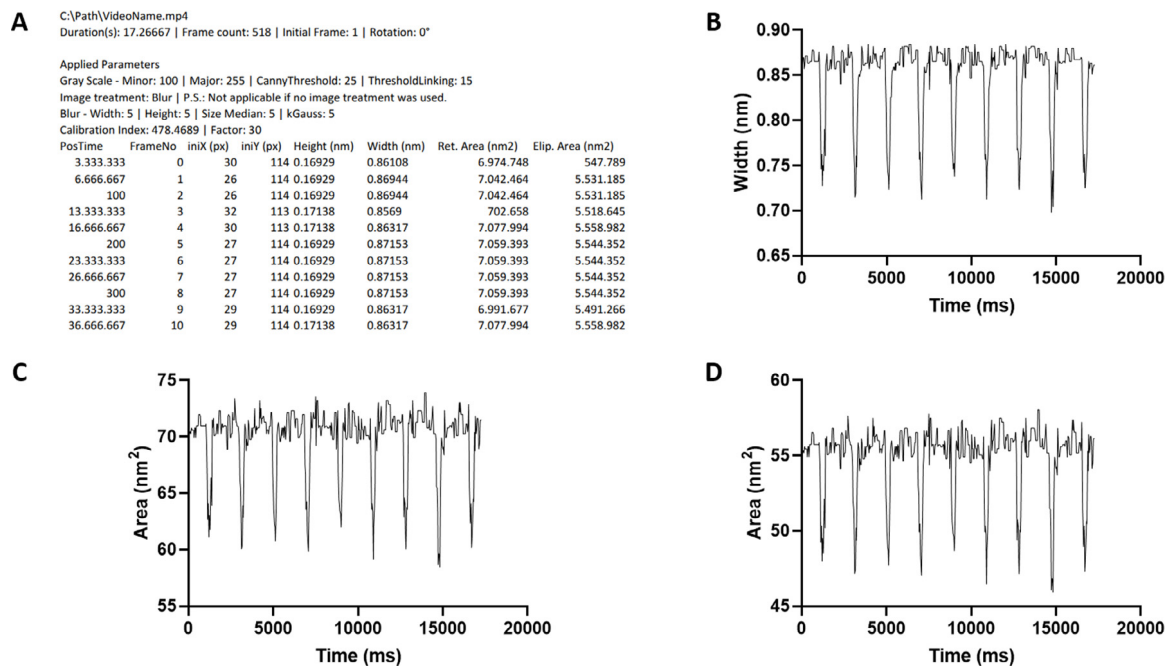 A
C:\Path\VideoName.mp4
Duration(s): 17.26667 | Frame count: 518 | Initial Frame: 1 | Rotation: 0°
Applied Parameters
Gray Scale - Minor: 100 | Major: 255 | CannyThreshold: 25 | ThresholdLinking: 15
Image treatment: Blur | P.S.: Not applicable if no image treatment was used.
Blur - Width: 5 | Height: 5 | Size Median: 5 | kGauss: 5
Calibration Index: 478.4689 | Factor: 30
PosTime FrameNo iniX (px) iniY (px) Height (nm) Width (nm) Ret. Area (nm2) Elip. Area (nm2)
3.333.333 0 30 114 0.16929 0.86108 6.974.748 547.789
6.666.667 1 26 114 0.16929 0.86944 7.042.464 5.531.185
100 2 26 114 0.16929 0.86944 7.042.464 5.531.185
13.333.333 3 32 113 0.17138 0.8569 702.658 5.518.645
16.666.667 4 30 113 0.17138 0.86317 7.077.994 5.558.982
200 5 27 114 0.16929 0.87153 7.059.393 5.544.352
23.333.333 6 27 114 0.16929 0.87153 7.059.393 5.544.352
26.666.667 7 27 114 0.16929 0.87153 7.059.393 5.544.352
300 8 27 114 0.16929 0.87153 7.059.393 5.544.352
33.333.333 9 29 114 0.16929 0.86317 6.991.677 5.491.266
36.666.667 10 29 114 0.17138 0.86317 7.077.994 5.558.982
B
Width (nm)
0.90
0.85
0.80
0.75
0.70
0.65
0 5000 10000 15000 20000
Time (ms)
C
Area (nm²)
75
70
65
60
55
0 5000 10000 15000 20000
Time (ms)
D
Area (nm²)
60
55
50
45
0 5000 10000 15000 20000
Time (ms)